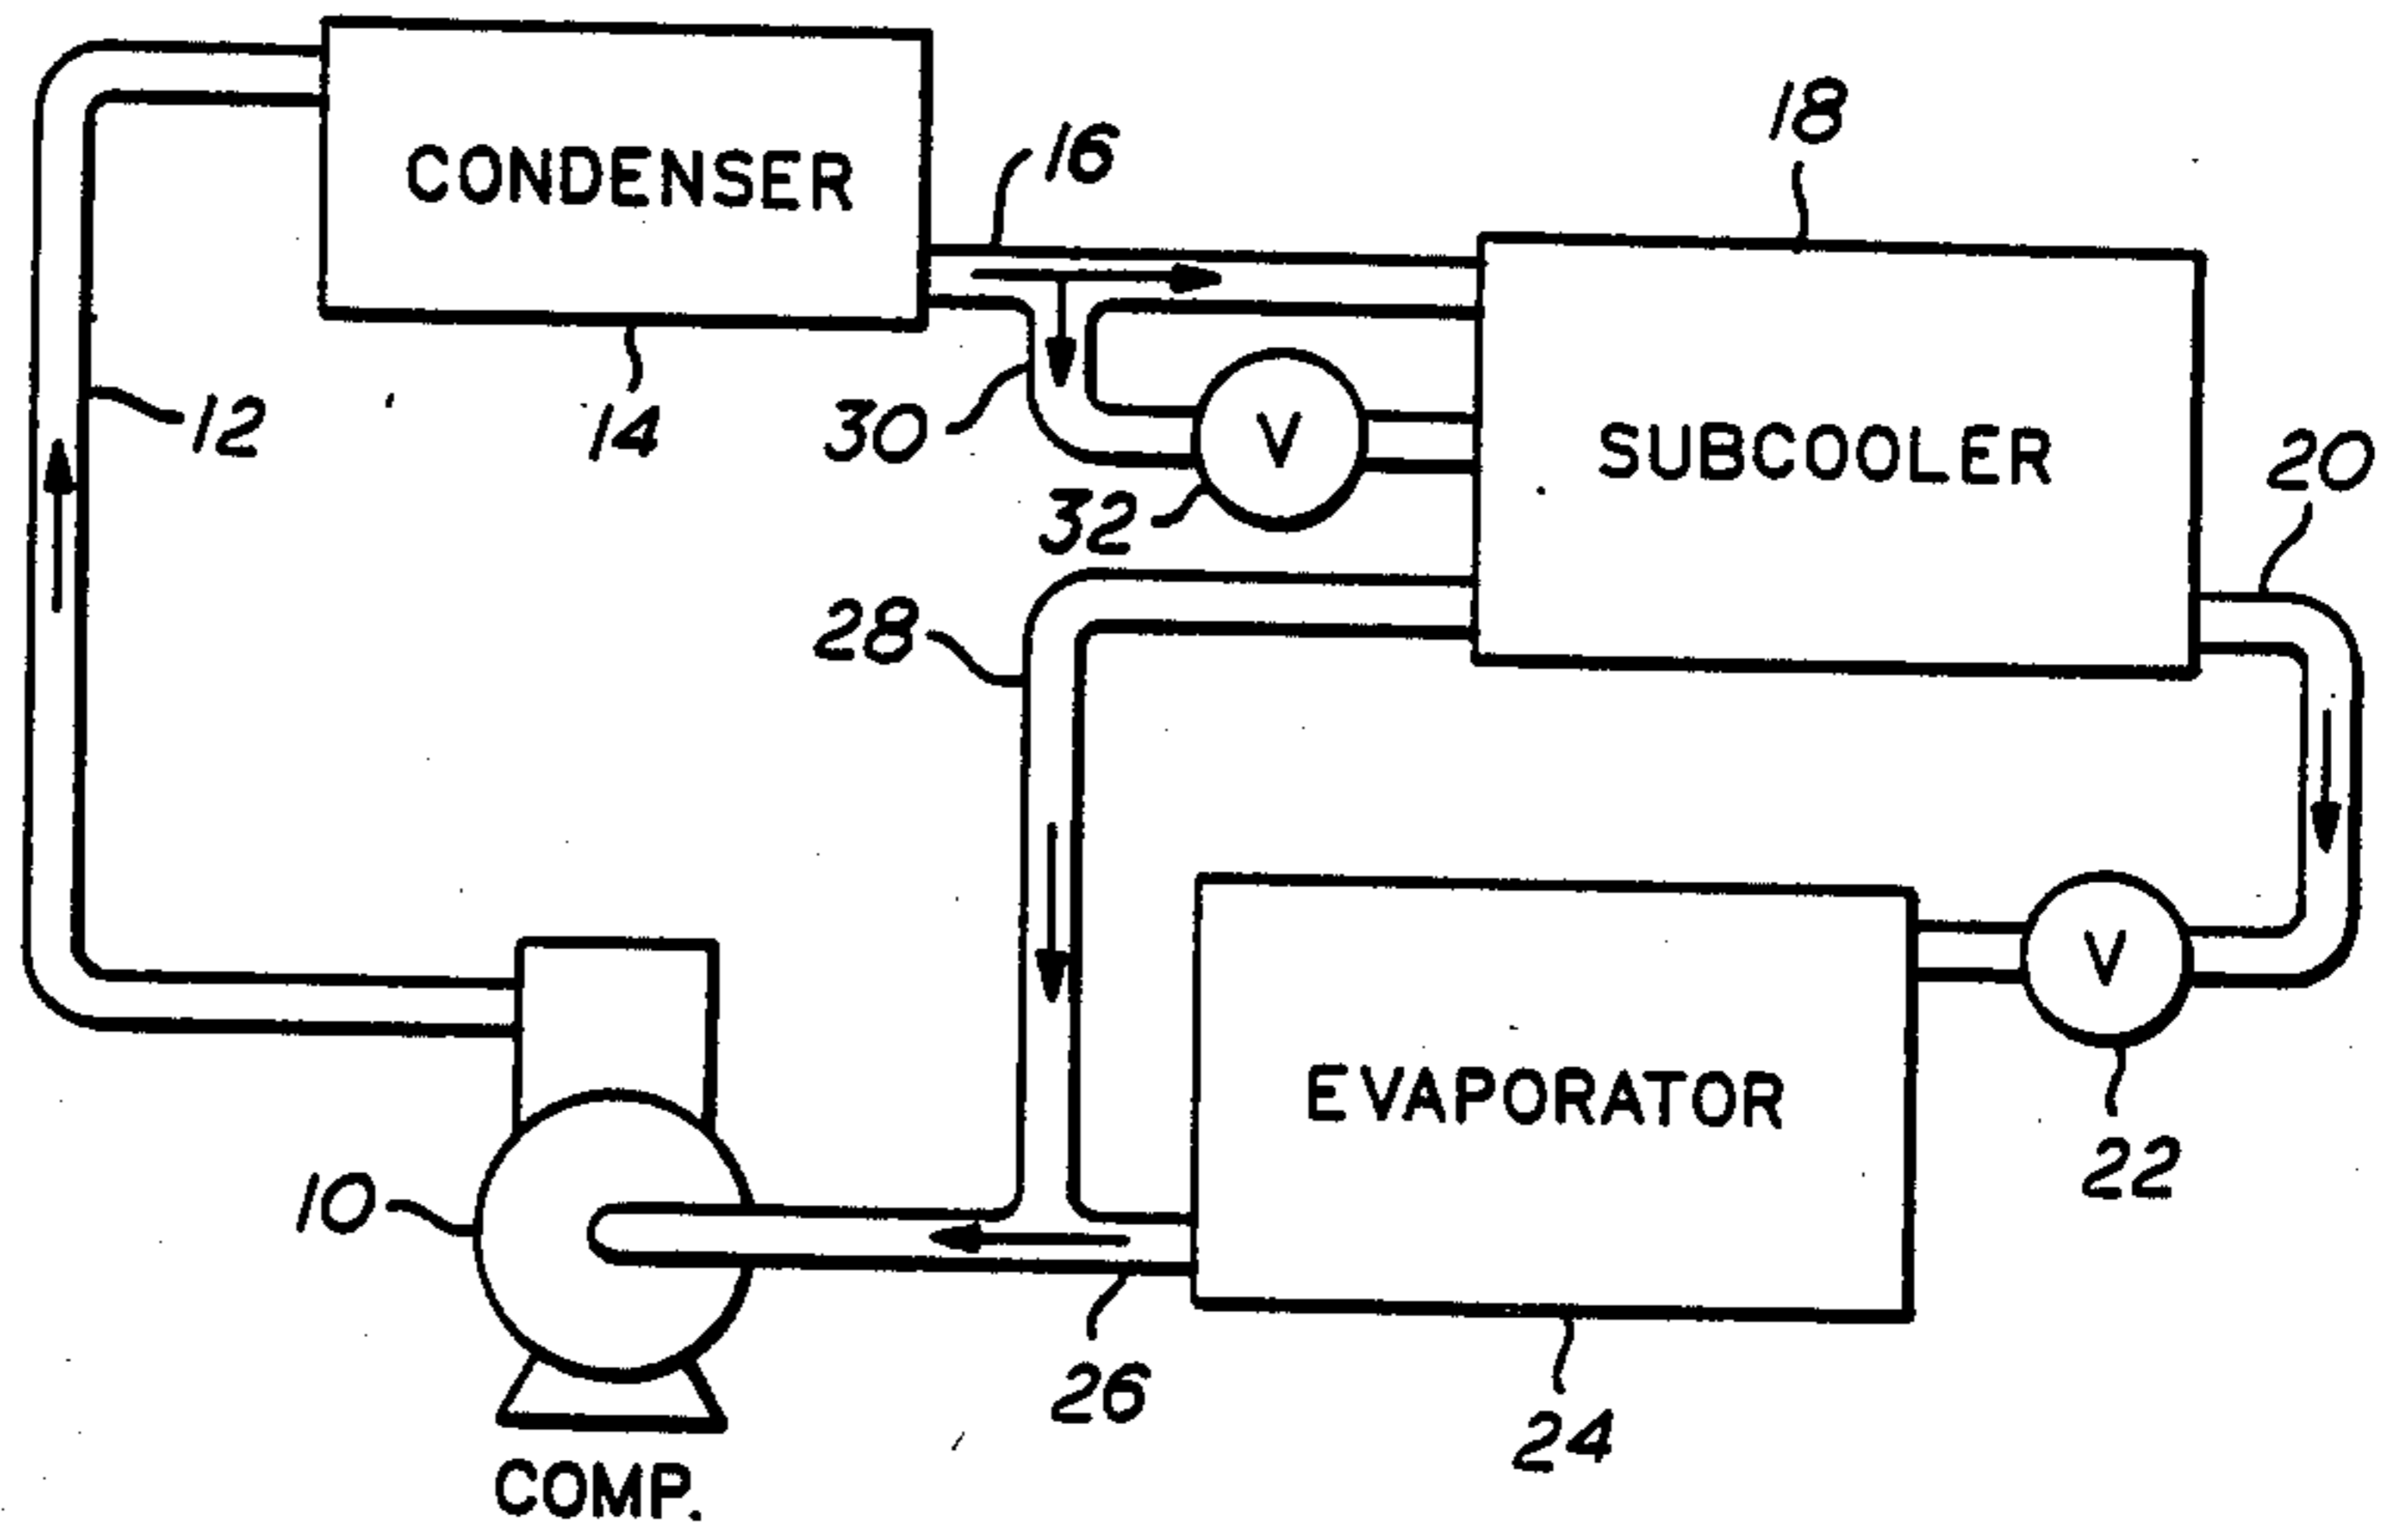 18
16
CONDENSER
12
14
30
V
SUBCOOLER
20
32
28
V
EVAPORATOR
22
10
26
24
COMP.